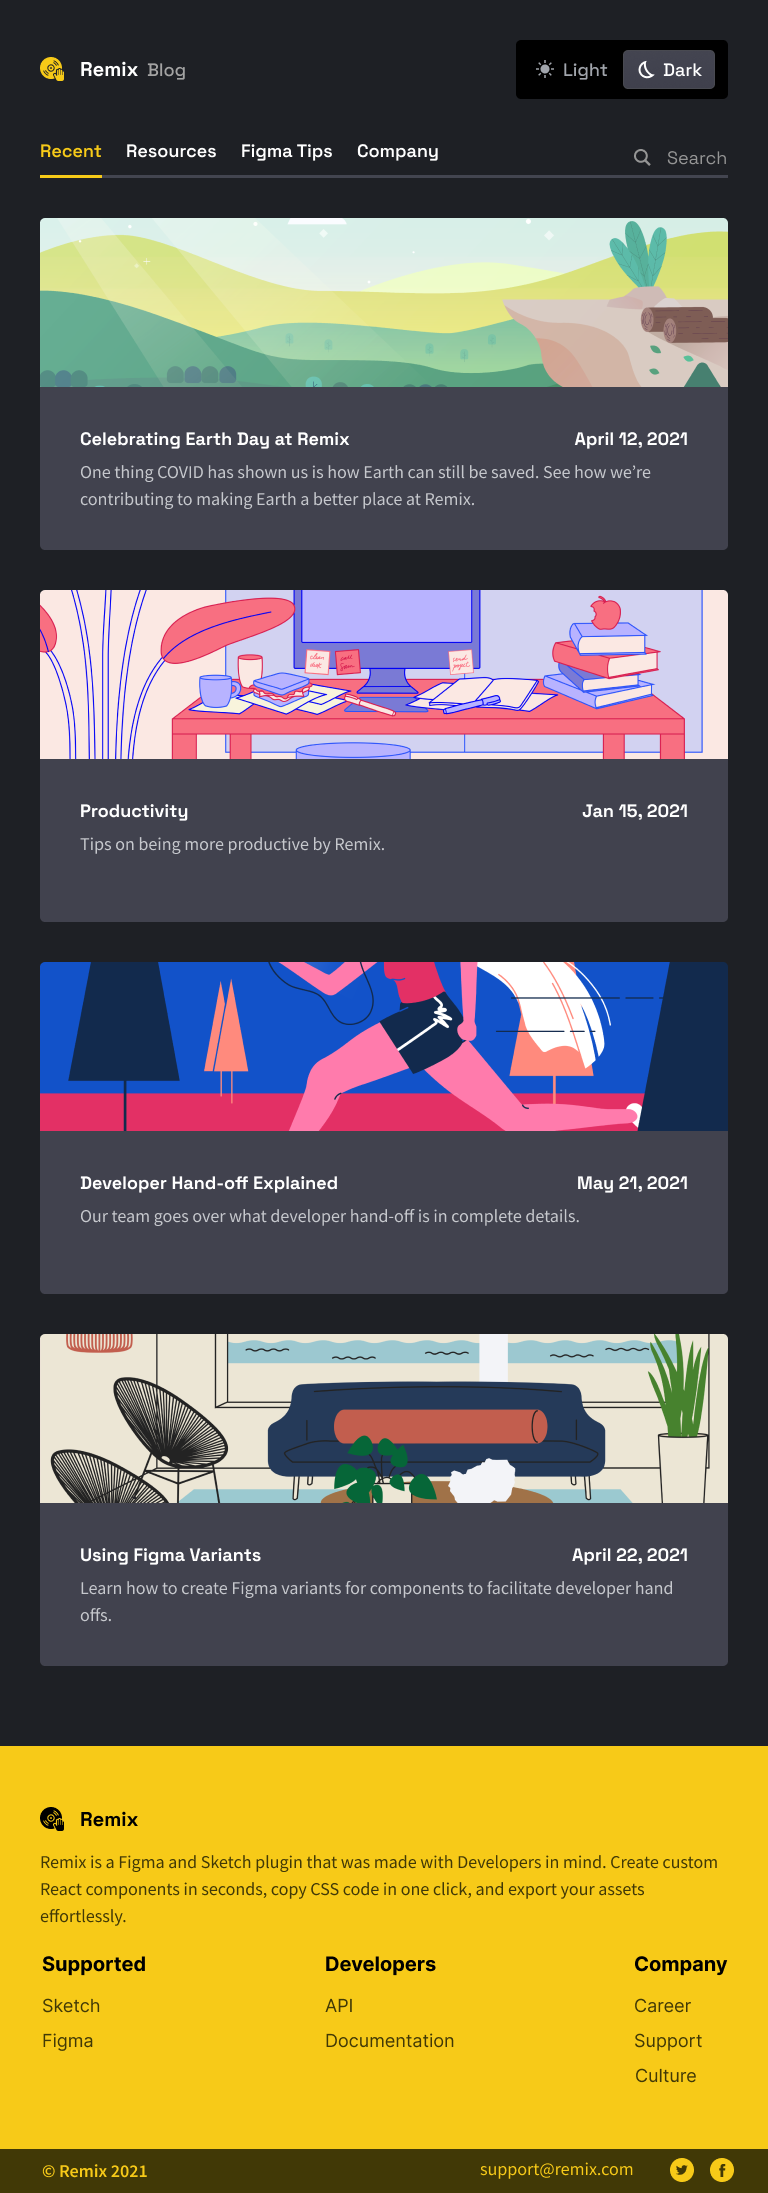 Remix Blog
Light
Dark
Recent
Resources
Figma Tips
Company
Search
Celebrating Earth Day at Remix
April 12, 2021
One thing COVID has shown us is how Earth can still be saved. See how we’re
contributing to making Earth a better place at Remix.
Productivity
Jan 15, 2021
Tips on being more productive by Remix.
Developer Hand-off Explained
May 21, 2021
Our team goes over what developer hand-off is in complete details.
Using Figma Variants
April 22, 2021
Learn how to create Figma variants for components to facilitate developer hand
offs.
Remix
Remix is a Figma and Sketch plugin that was made with Developers in mind. Create custom
React components in seconds, copy CSS code in one click, and export your assets
effortlessly.
Supported
Sketch
Figma
Developers
API
Documentation
Company
Career
Support
Culture
© Remix 2021
support@remix.com